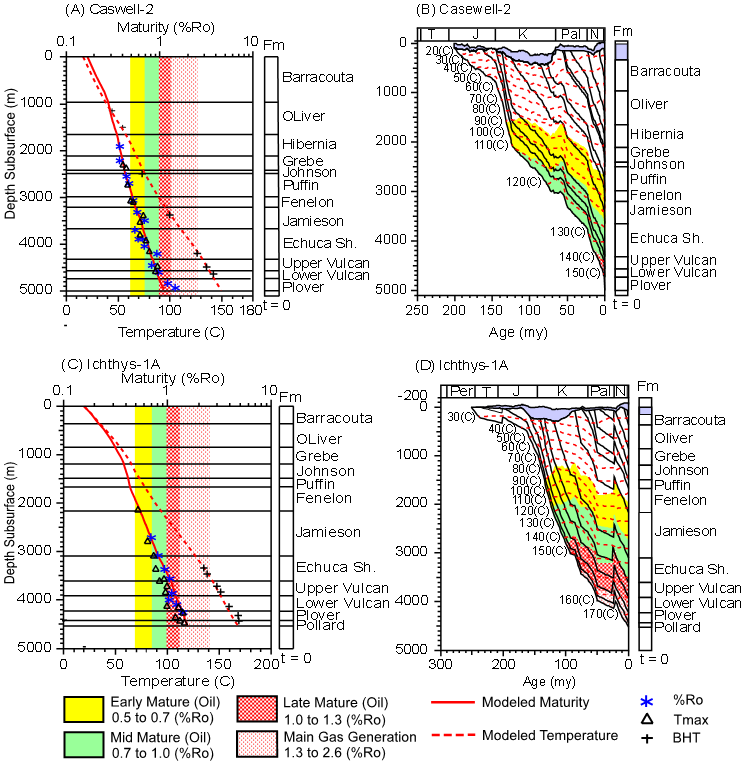 (A) Caswell-2
Maturity (%Ro)
0.1 1 10 Fm
0
1000
2000
3000
4000
5000
Depth Subsurface (m)
Barracouta
OLiver
Hibernia
Grebe
Johnson
Puffin
Fenelon
Jamieson
Echuca Sh.
Upper Vulcan
Lower Vulcan
Plover
0 50 100 150 180
t = 0
Temperature (C)
(B) Casewell-2
Fm
T J K Pal N
0
1000
2000
3000
4000
5000
20(C)
30(C)
40(C)
50(C)
60(C)
70(C)
80(C)
90(C)
100(C)
110(C)
120(C)
130(C)
140(C)
150(C)
Barracouta
Oliver
Hibernia
Grebe
Johnson
Puffin
Fenelon
Jamieson
Echuca Sh.
Upper Vulcan
Lower Vulcan
Plover
250 200 150 100 50 0
t = 0
Age (my)
(C) Ichthys-1A
Maturity (%Ro)
0.1 1 10
Fm
0
1000
2000
3000
4000
5000
Depth Subsurface (m)
Barracouta
OLiver
Grebe
Johnson
Puffin
Fenelon
Jamieson
Echuca Sh.
Upper Vulcan
Lower Vulcan
Plover
Pollard
0 50 100 150 200
t = 0
Temperature (C)
(D) Ichthys-1A
Fm
Per T J K Pal N
-200
0
1000
2000
3000
4000
5000
30(C)
40(C)
50(C)
60(C)
70(C)
80(C)
90(C)
100(C)
110(C)
120(C)
130(C)
140(C)
150(C)
160(C)
170(C)
Barracouta
Oliver
Grebe
Johnson
Puffin
Fenelon
Jamieson
Echuca Sh.
Upper Vulcan
Lower Vulcan
Plover
Pollard
300 200 100 0
t = 0
Age (my)
Early Mature (Oil)
0.5 to 0.7 (%Ro)
Mid Mature (Oil)
0.7 to 1.0 (%Ro)
Late Mature (Oil)
1.0 to 1.3 (%Ro)
Main Gas Generation
1.3 to 2.6 (%Ro)
Modeled Maturity
Modeled Temperature
%Ro
Tmax
BHT